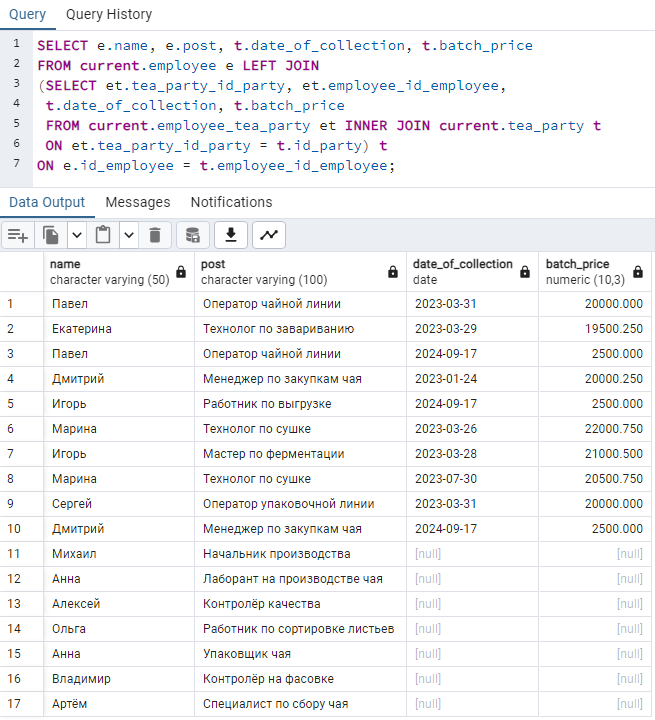 Query Query History
1 SELECT e.name, e.post, t.date_of_collection, t.batch_price
2 FROM current.employee e LEFT JOIN
3 (SELECT et.tea_party_id_party, et.employee_id_employee,
4 t.date_of_collection, t.batch_price
5 FROM current.employee_tea_party et INNER JOIN current.tea_party t
6 ON et.tea_party_id_party = t.id_party) t
7 ON e.id_employee = t.employee_id_employee;
Data Output Messages Notifications
name post date_of_collection batch_price
character varying (50) character varying (100) date numeric (10,3)
1 Павел Оператор чайной линии 2023-03-31 20000.000
2 Екатерина Технолог по завариванию 2023-03-29 19500.250
3 Павел Оператор чайной линии 2024-09-17 2500.000
4 Дмитрий Менеджер по закупкам чая 2023-01-24 20000.250
5 Игорь Работник по выгрузке 2024-09-17 2500.000
6 Марина Технолог по сушке 2023-03-26 22000.750
7 Игорь Мастер по ферментации 2023-03-28 21000.500
8 Марина Технолог по сушке 2023-07-30 20500.750
9 Сергей Оператор упаковочной линии 2023-03-31 20000.000
10 Дмитрий Менеджер по закупкам чая 2024-09-17 2500.000
11 Михаил Начальник производства [null] [null]
12 Анна Лаборант на производстве чая [null] [null]
13 Алексей Контролёр качества [null] [null]
14 Ольга Работник по сортировке листьев [null] [null]
15 Анна Упаковщик чая [null] [null]
16 Владимир Контролёр на фасовке [null] [null]
17 Артём Специалист по сбору чая [null] [null]